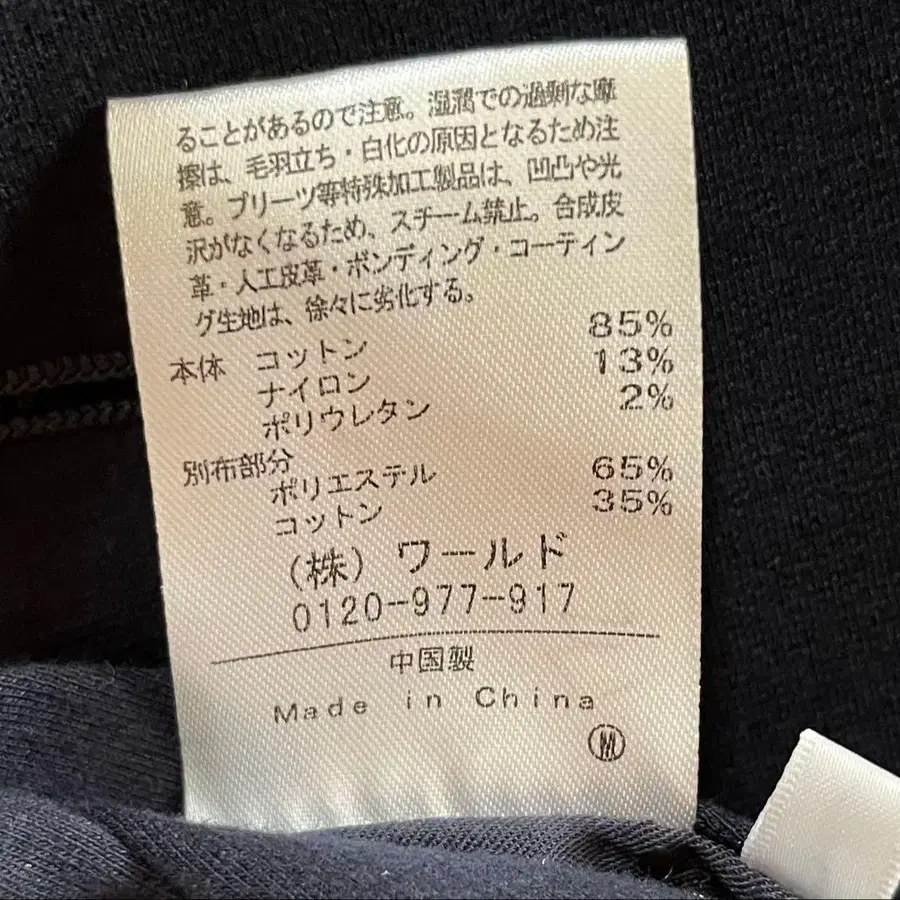 ることがあるので注意。湿潤での過剰な摩
擦は、毛羽立ち・白化の原因となるため注
意。プリーツ等特殊加工製品は、凹凸や光
沢がなくなるため、スチーム禁止。合成皮
革・人工皮革・ボンディング・コーティン
グ生地は、徐々に劣化する。
本体 コットン 85%
ナイロン 13%
ポリウレタン 2%
別布部分
ポリエステル 65%
コットン 35%
(株) ワールド
0120-977-917
中国製
Made in China
Ⓜ